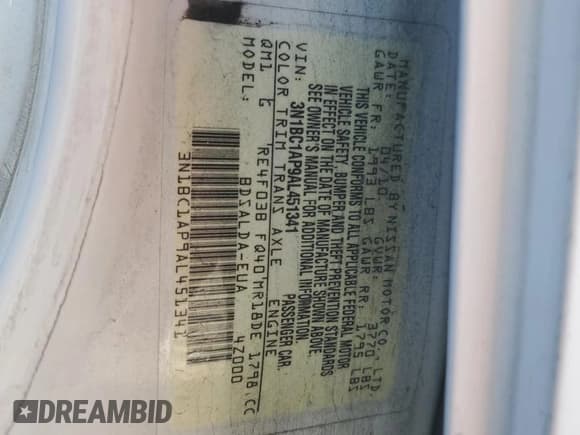 MANUFACTURED BY NISSAN MOTOR CO., LTD
DATE: 04/10 GVWR: 3770 LBS
GAWR FR: 1993 LBS GAWR RR: 1795 LBS
THIS VEHICLE CONFORMS TO ALL APPLICABLE FEDERAL MOTOR
VEHICLE SAFETY, BUMPER AND THEFT PREVENTION STANDARDS
IN EFFECT ON THE DATE OF MANUFACTURE SHOWN ABOVE.
SEE OWNER'S MANUAL FOR ADDITIONAL INFORMATION.
VIN: 3N1BC1AP9AL451341 PASSENGER CAR
COLOR TRIM TRANS AXLE ENGINE
QM1 G RE4F03B FQ40 MR18DE 1798.CC
MODEL: BDSALDA-EUA 4Z000
3N1BC1AP9AL451341
DREAMBID